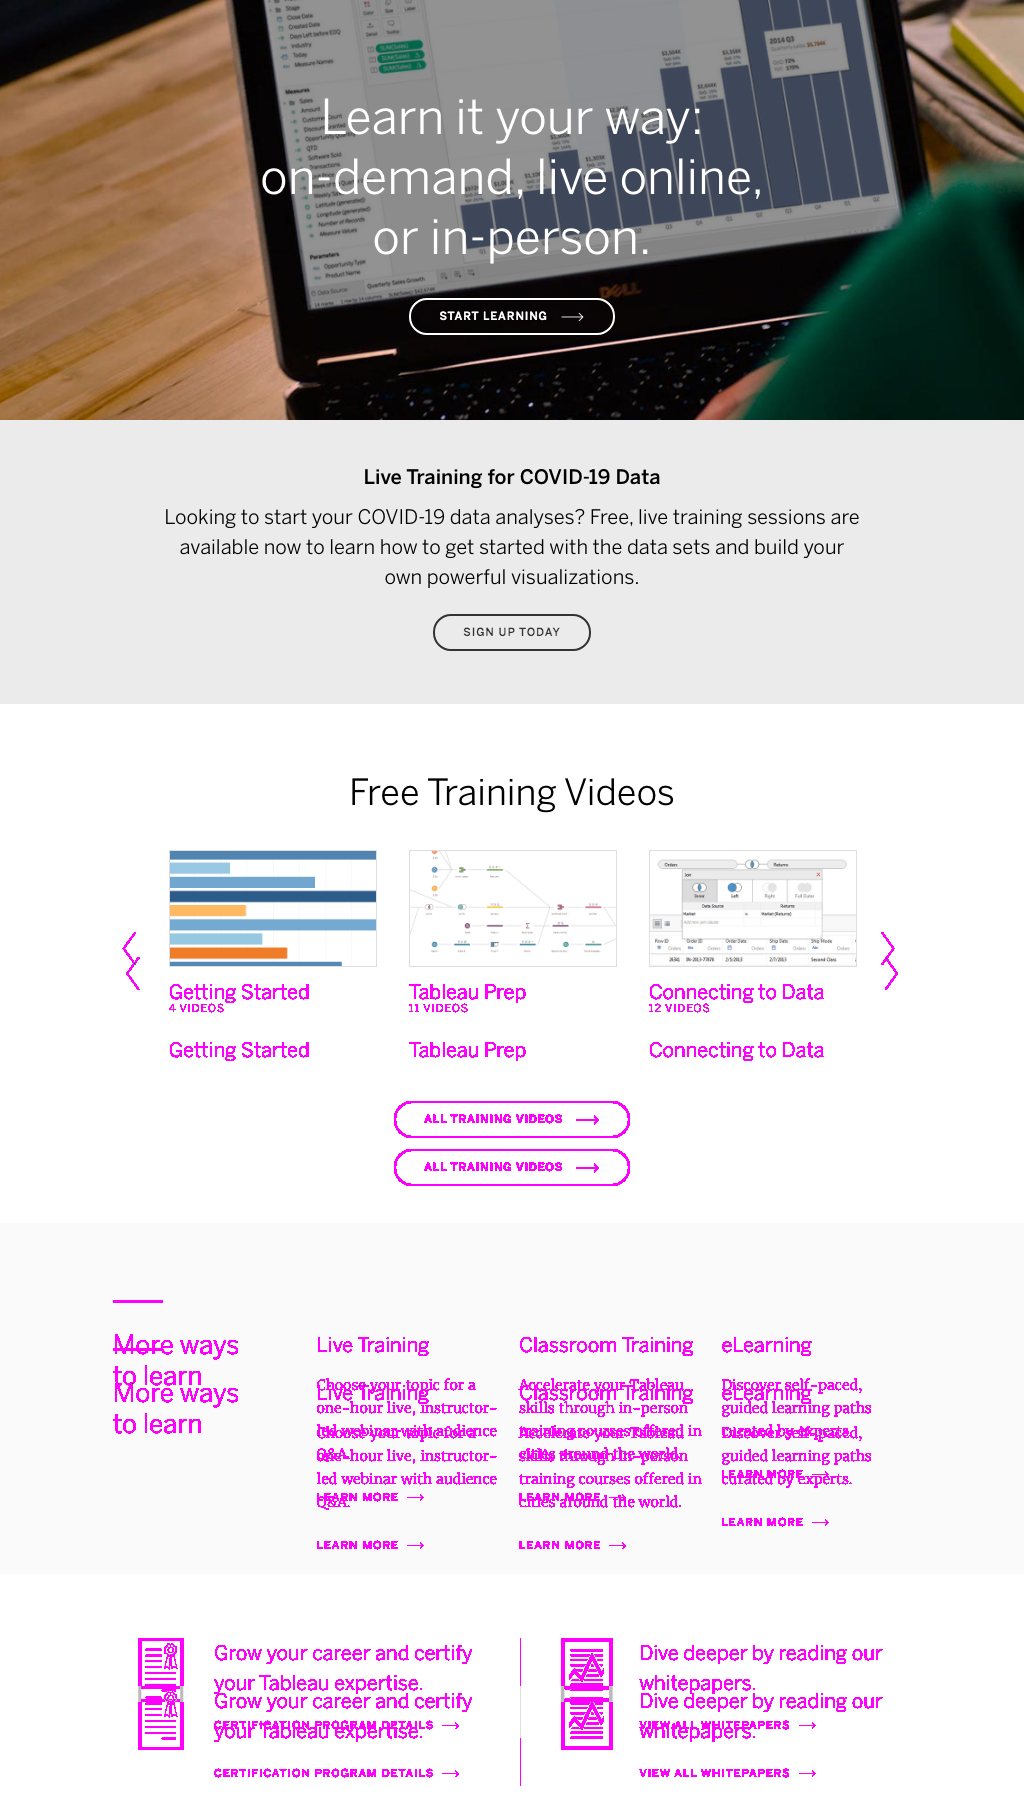 Learn it your way:
on-demand, live online,
or in-person.
START LEARNING
Live Training for COVID-19 Data
Looking to start your COVID-19 data analyses? Free, live training sessions are
available now to learn how to get started with the data sets and build your
own powerful visualizations.
SIGN UP TODAY
Free Training Videos
Getting Started
4 VIDEOS
Tableau Prep
11 VIDEOS
Connecting to Data
12 VIDEOS
Getting Started
Tableau Prep
Connecting to Data
ALL TRAINING VIDEOS
ALL TRAINING VIDEOS
More ways
to learn
More ways
to learn
Live Training
Choose your topic for a
one-hour live, instructor-
led webinar with audience
Q&A.
Live Training
Choose your topic for a
one-hour live, instructor-
led webinar with audience
Q&A.
LEARN MORE
LEARN MORE
Classroom Training
Accelerate your Tableau
skills through in-person
training courses offered in
cities around the world.
Classroom Training
Accelerate your Tableau
skills through in-person
training courses offered in
cities around the world.
LEARN MORE
LEARN MORE
eLearning
Discover self-paced,
guided learning paths
curated by experts.
eLearning
Discover self-paced,
guided learning paths
curated by experts.
LEARN MORE
LEARN MORE
Grow your career and certify
your Tableau expertise.
Grow your career and certify
your Tableau expertise.
CERTIFICATION PROGRAM DETAILS
CERTIFICATION PROGRAM DETAILS
Dive deeper by reading our
whitepapers.
Dive deeper by reading our
whitepapers.
VIEW ALL WHITEPAPERS
VIEW ALL WHITEPAPERS